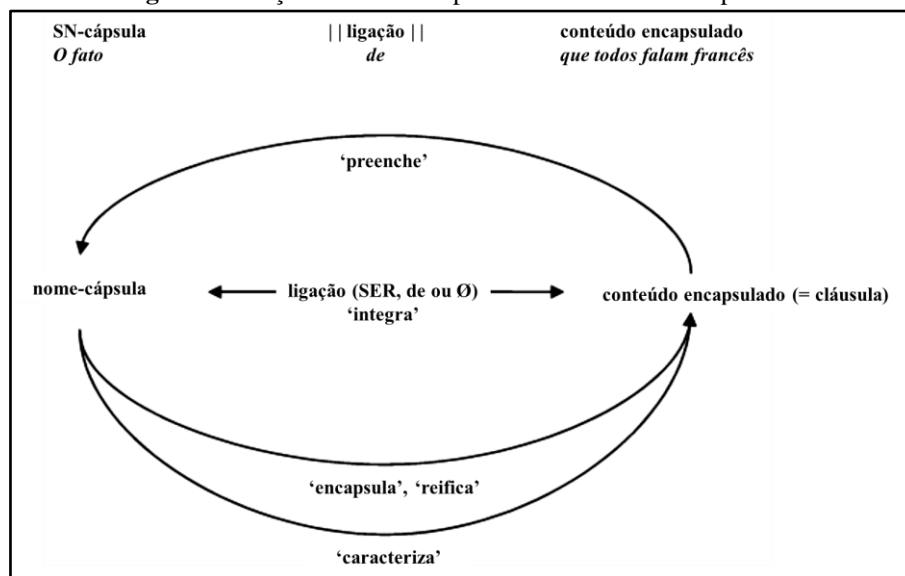 SN-cápsula || ligação || conteúdo encapsulado
O fato de que todos falam francês
‘preenche’
nome-cápsula ligação (SER, de ou Ø) conteúdo encapsulado (= cláusula)
‘integra’
‘encapsula’, ‘reifica’
‘caracteriza’